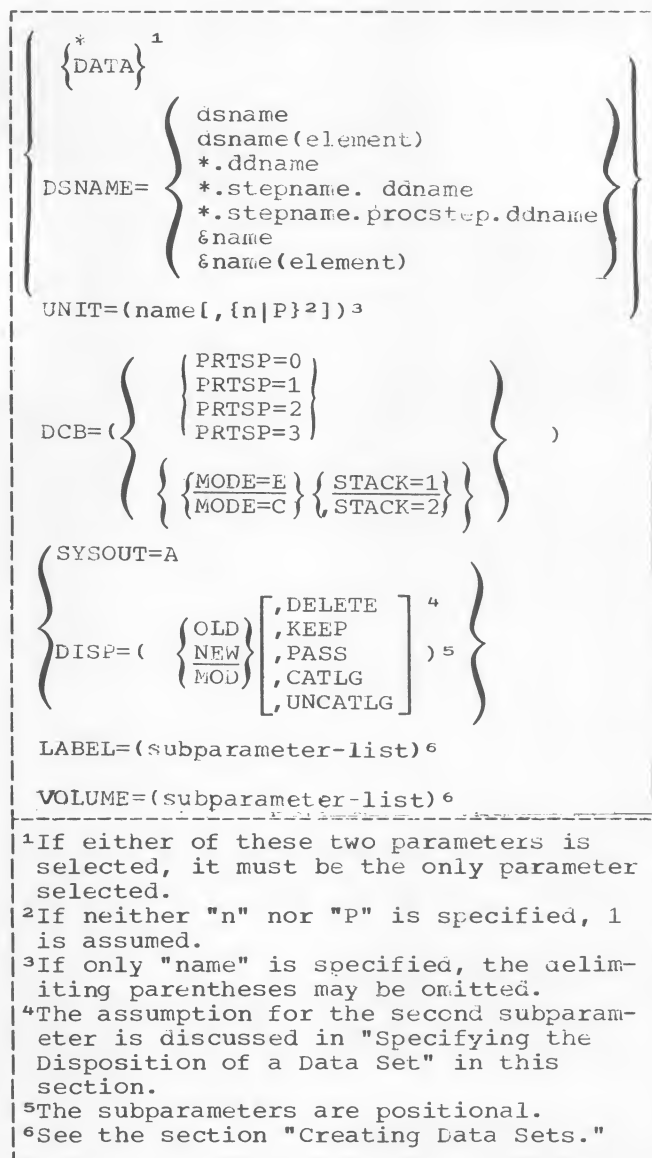 *
{DATA}1
dsname
dsname(element)
*.ddname
DSNAME= *.stepname. ddname
*.stepname.procstep.ddname
&name
&name(element)
UNIT=(name[,{n|P}2])3
PRTSP=0
PRTSP=1
PRTSP=2
DCB=( PRTSP=3 )
{MODE=E} {STACK=1}
{MODE=C} {,STACK=2}
SYSOUT=A
,DELETE 4
OLD ,KEEP
DISP=( NEW ,PASS )5
MOD ,CATLG
,UNCATLG
LABEL=(subparameter-list)6
VOLUME=(subparameter-list)6
1If either of these two parameters is
selected, it must be the only parameter
selected.
2If neither "n" nor "P" is specified, 1
is assumed.
3If only "name" is specified, the delim-
iting parentheses may be omitted.
4The assumption for the second subparam-
eter is discussed in "Specifying the
Disposition of a Data Set" in this
section.
5The subparameters are positional.
6See the section "Creating Data Sets."